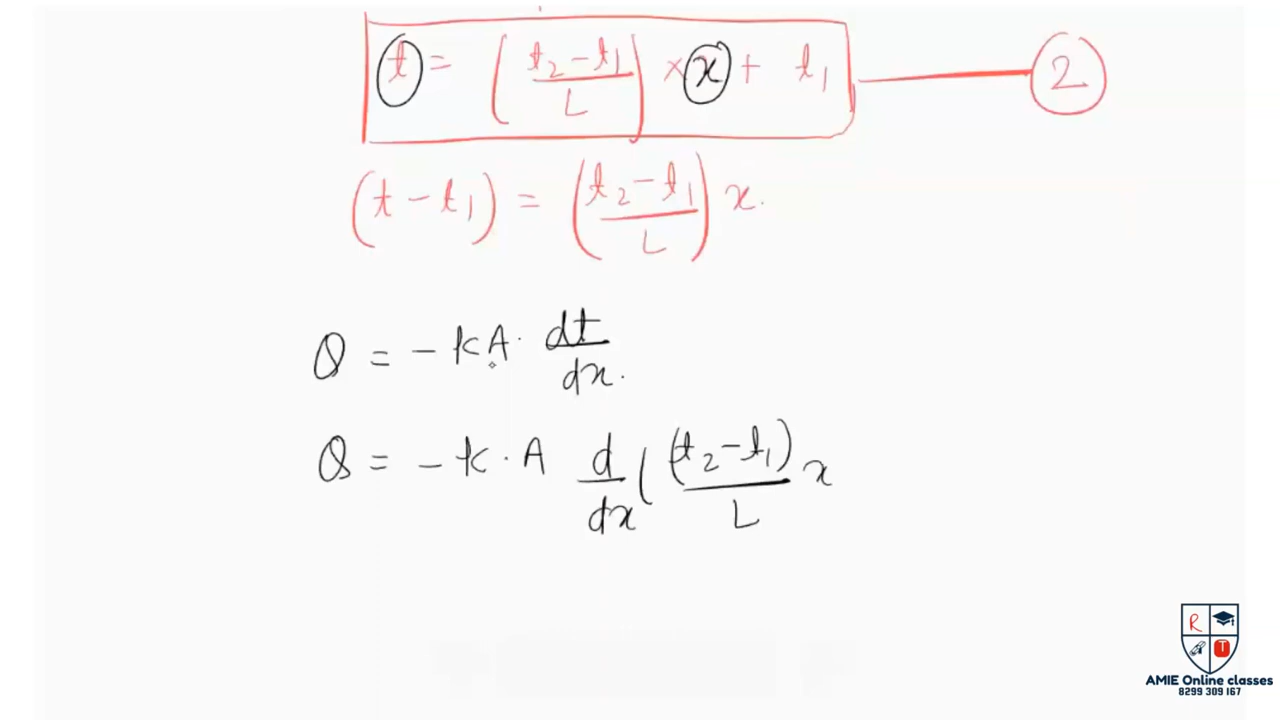 t = ( t₂ − t₁ / L ) × x + t₁ 2
(t − t₁) = ( t₂ − t₁ / L ) x.
Q = − k A · dt / dx.
Q = − k · A d / dx ( (t₂ − t₁) / L x
R T
AMIE Online classes
8299 309 167